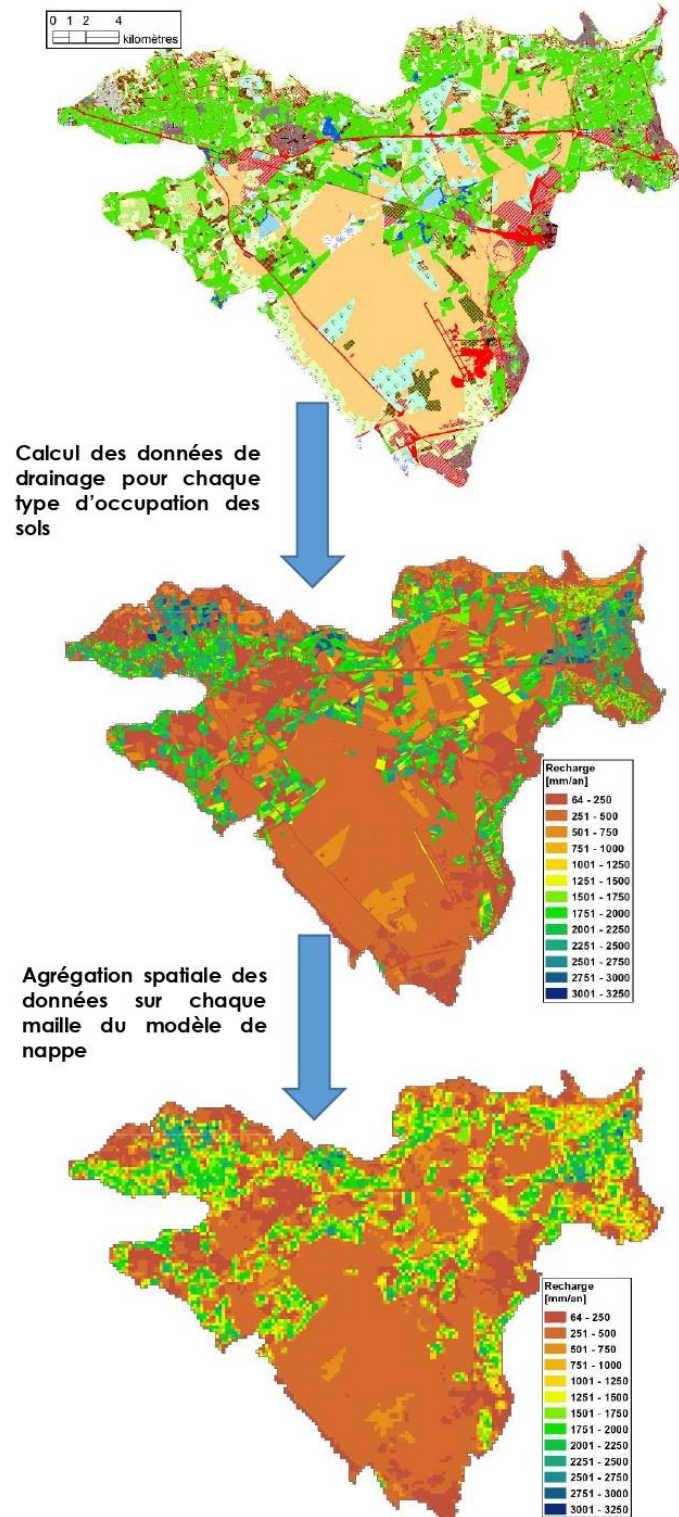 0 1 2 4
kilomètres
Calcul des données de
drainage pour chaque
type d'occupation des
sols
Recharge
[mm/an]
64 - 250
251 - 500
501 - 750
751 - 1000
1001 - 1250
1251 - 1500
1501 - 1750
1751 - 2000
2001 - 2250
2251 - 2500
2501 - 2750
2751 - 3000
3001 - 3250
Agrégation spatiale des
données sur chaque
maille du modèle de
nappe
Recharge
[mm/an]
64 - 250
251 - 500
501 - 750
751 - 1000
1001 - 1250
1251 - 1500
1501 - 1750
1751 - 2000
2001 - 2250
2251 - 2500
2501 - 2750
2751 - 3000
3001 - 3250